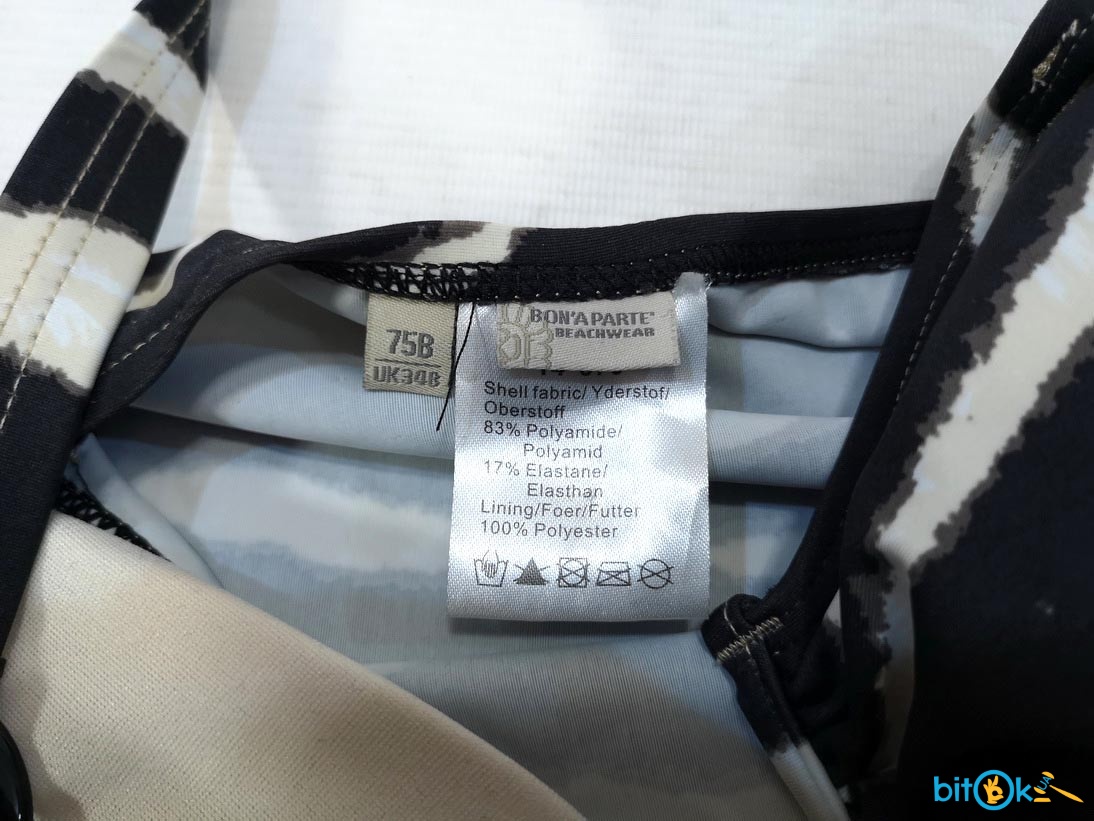 75B
UK34B
BON'A PARTE®
BEACHWEAR
Shell fabric/ Yderstof/
Oberstoff
83% Polyamide/
Polyamid
17% Elastane/
Elasthan
Lining/Foer/Futter
100% Polyester
bitOk
UA